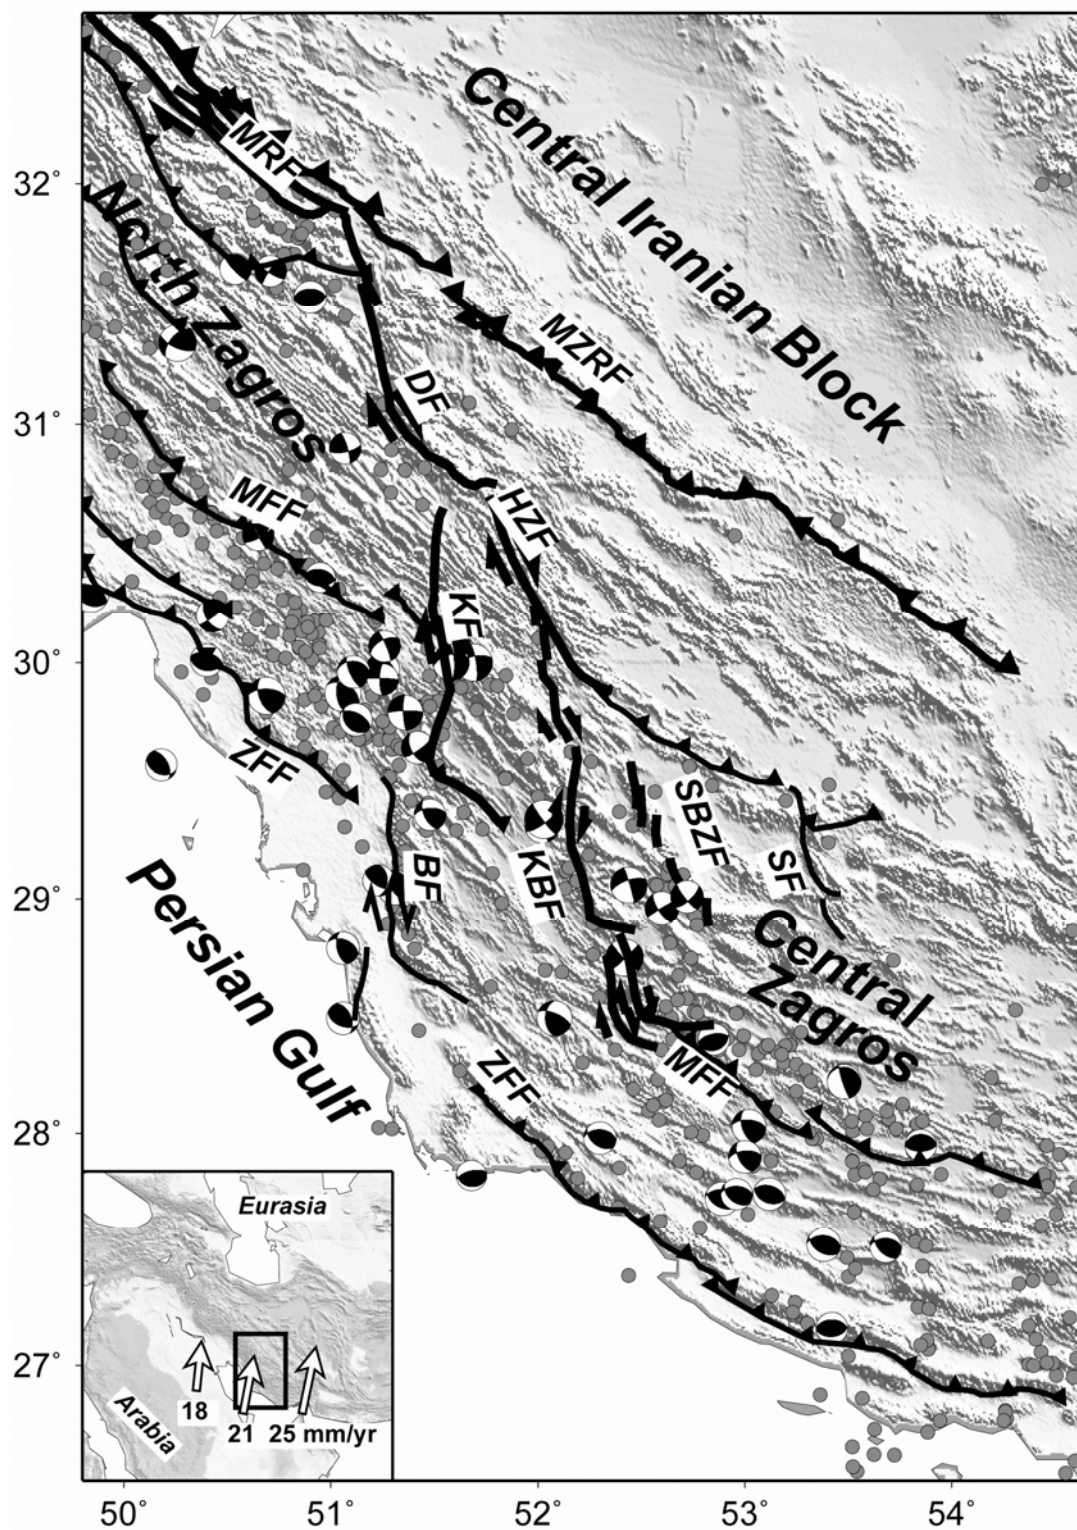 Central Iranian Block
32°
MRF
North Zagros
MZRF
DF
31°
MFF
HZF
KF
30°
ZFF
SBZF
SF
BF
KBF
29°
Persian Gulf
Central
Zagros
ZFF
MFF
28°
Eurasia
27°
18
Arabia
21
25 mm/yr
50°
51°
52°
53°
54°